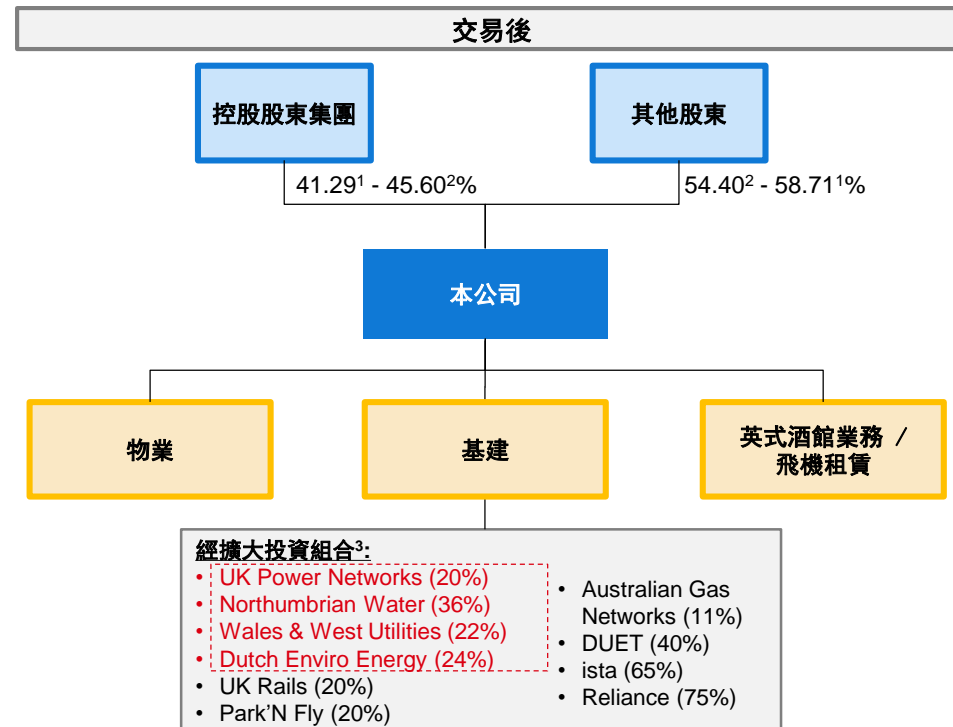 交易後
控股股東集團
其他股東
41.29¹ - 45.60²%
54.40² - 58.71¹%
本公司
物業
基建
英式酒館業務 /
飛機租賃
經擴大投資組合³:
• UK Power Networks (20%)
• Northumbrian Water (36%)
• Wales & West Utilities (22%)
• Dutch Enviro Energy (24%)
• UK Rails (20%)
• Park'N Fly (20%)
• Australian Gas
Networks (11%)
• DUET (40%)
• ista (65%)
• Reliance (75%)